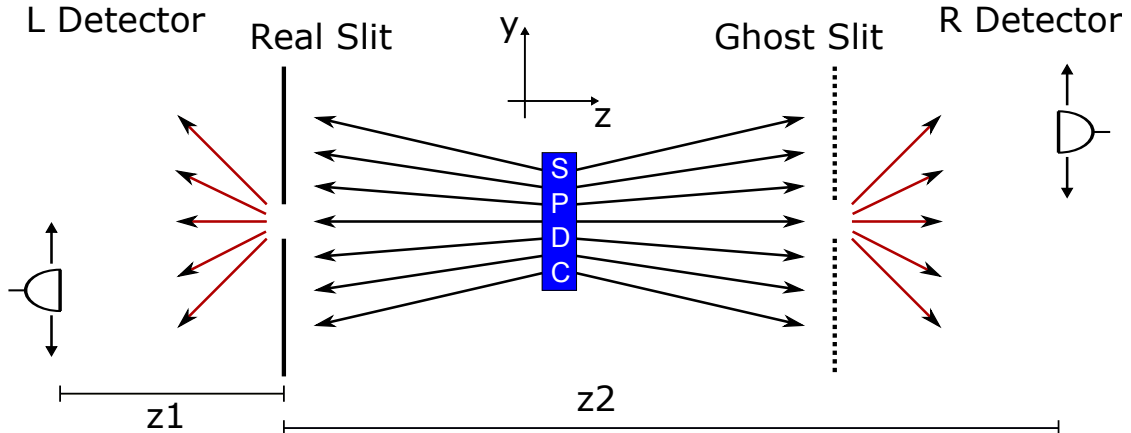 L Detector
Real Slit
y
z
Ghost Slit
R Detector
S
P
D
C
z1
z2